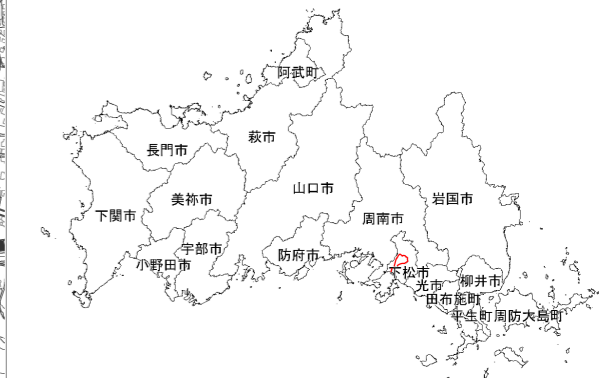 阿武町
萩市
長門市
山口市
美祢市
岩国市
下関市
周南市
宇部市
防府市
小野田市
下松市
柳井市
光市
田布施町
平生町
周防大島町